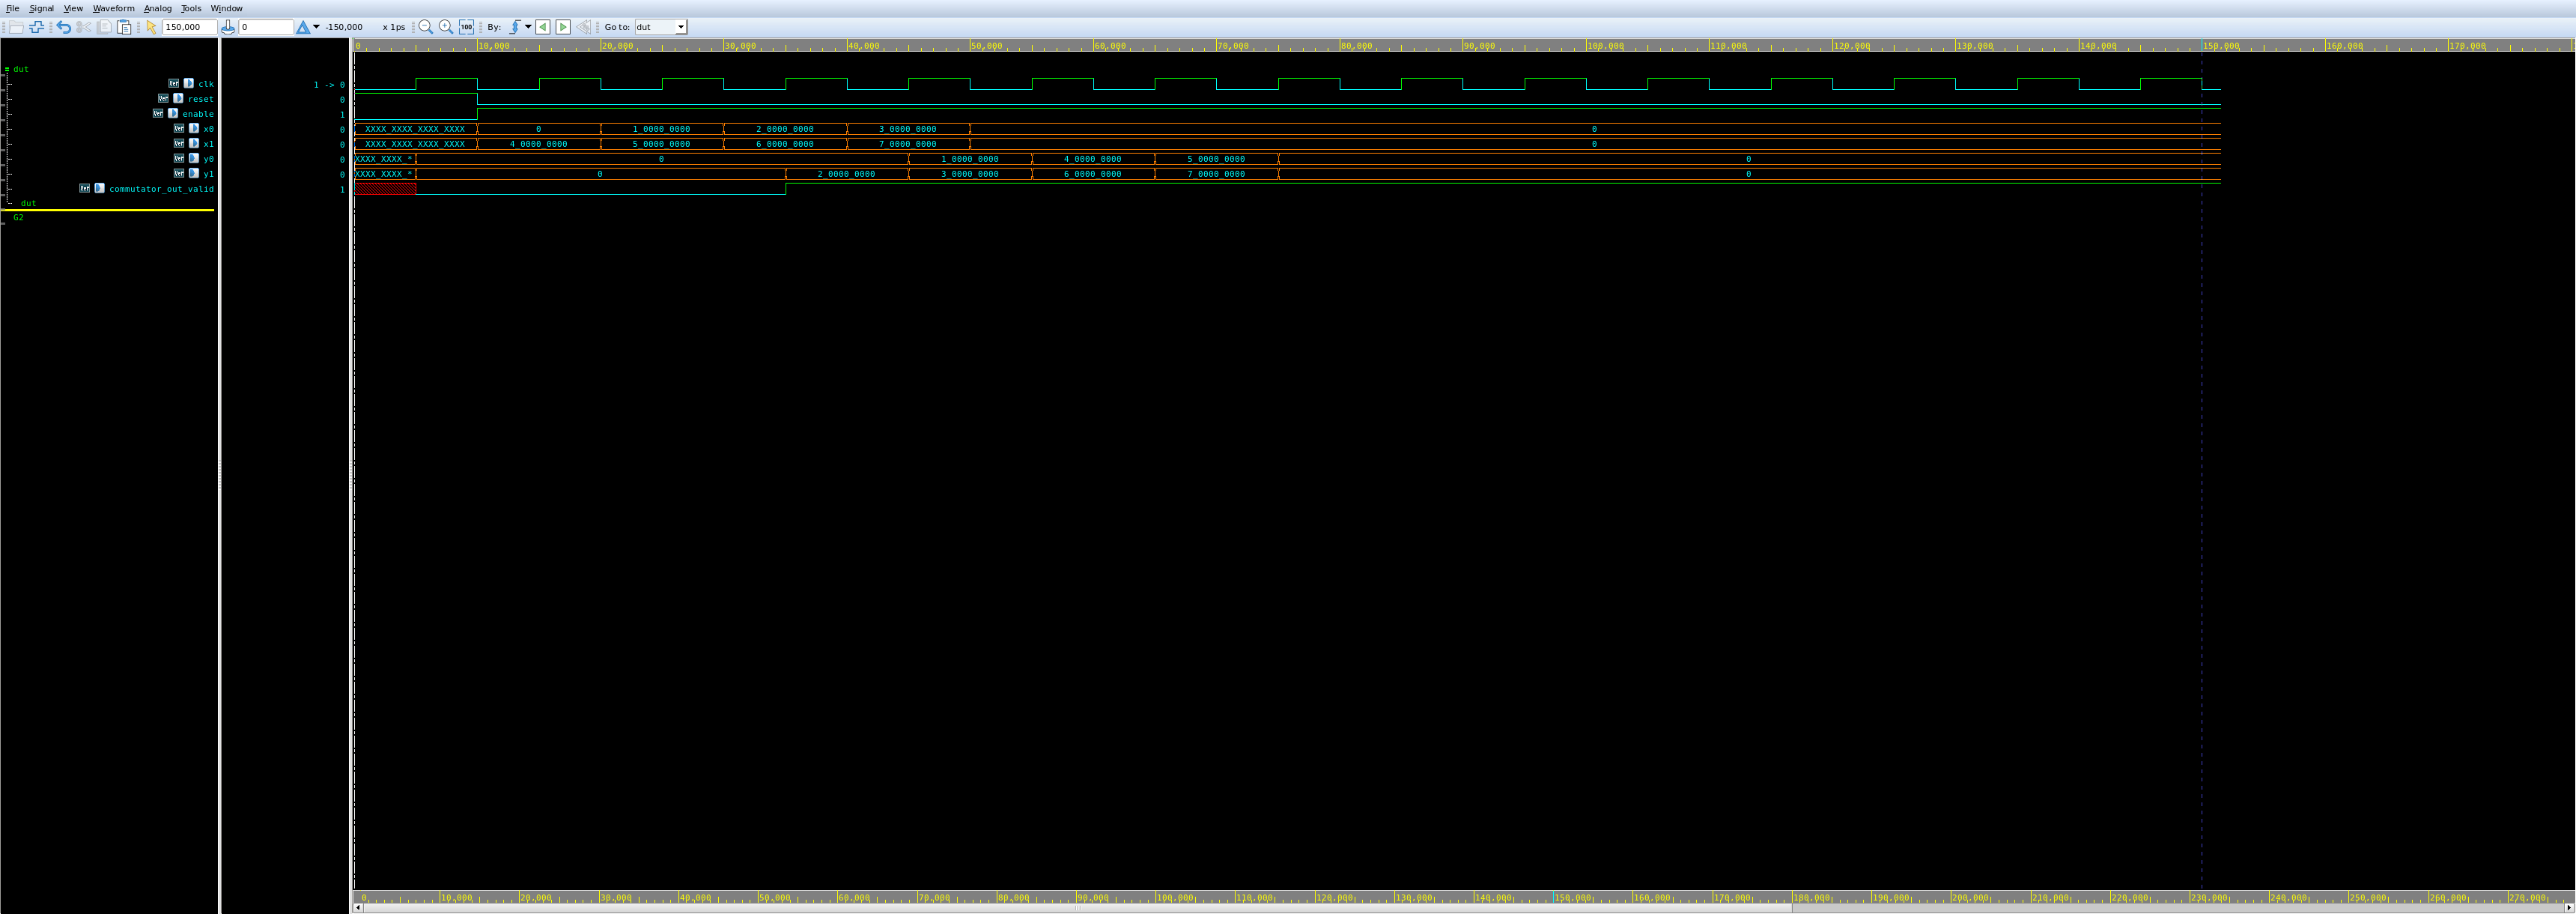 File Signal View Waveform Analog Tools Window
150,000 0 -150,000 x 1ps 100 By: Go to: dut
0 10,000 20,000 30,000 40,000 50,000 60,000 70,000 80,000 90,000 100,000 110,000 120,000 130,000 140,000 150,000 160,000 170,000
dut
clk 1 -> 0
reset 0
enable 1
x0 0 XXXX_XXXX_XXXX_XXXX 0 1_0000_0000 2_0000_0000 3_0000_0000 0
x1 0 XXXX_XXXX_XXXX_XXXX 4_0000_0000 5_0000_0000 6_0000_0000 7_0000_0000 0
y0 0 XXXX_XXXX_* 0 1_0000_0000 4_0000_0000 5_0000_0000 0
y1 0 XXXX_XXXX_* 0 2_0000_0000 3_0000_0000 6_0000_0000 7_0000_0000 0
commutator_out_valid 1
dut
G2
0 10,000 20,000 30,000 40,000 50,000 60,000 70,000 80,000 90,000 100,000 110,000 120,000 130,000 140,000 150,000 160,000 170,000 180,000 190,000 200,000 210,000 220,000 230,000 240,000 250,000 260,000 270,000